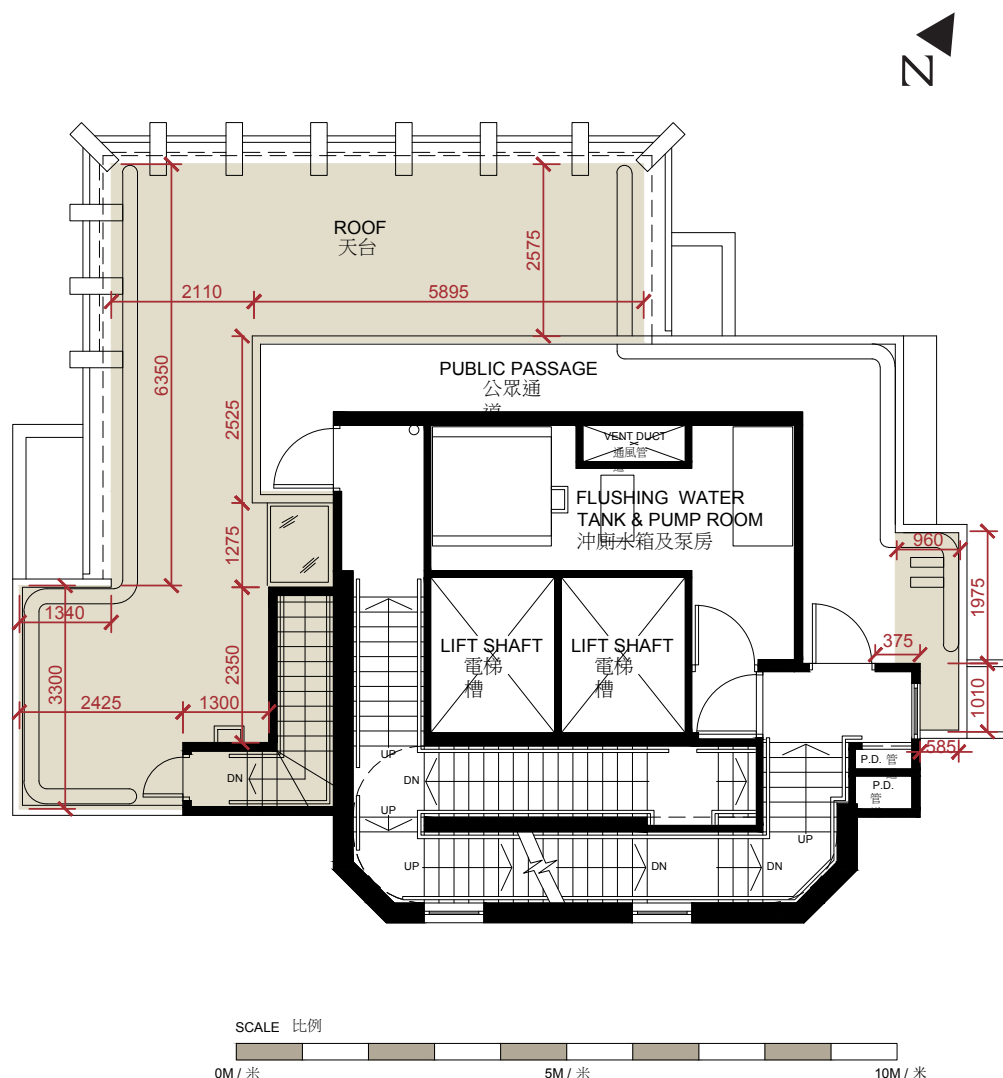 N
ROOF
天台
2575
2110
5895
6350
PUBLIC PASSAGE
公眾通
道
2525
VENT DUCT
通風管
道
FLUSHING WATER
TANK & PUMP ROOM
沖廁水箱及泵房
960
1275
1975
1340
375
LIFT SHAFT
電梯
槽
LIFT SHAFT
電梯
槽
3300
2350
2425
1300
1010
585
UP
DN
DN
P.D. 管
P.D.
管
UP
UP
UP
DN
DN
SCALE 比例
0M / 米
5M / 米
10M / 米